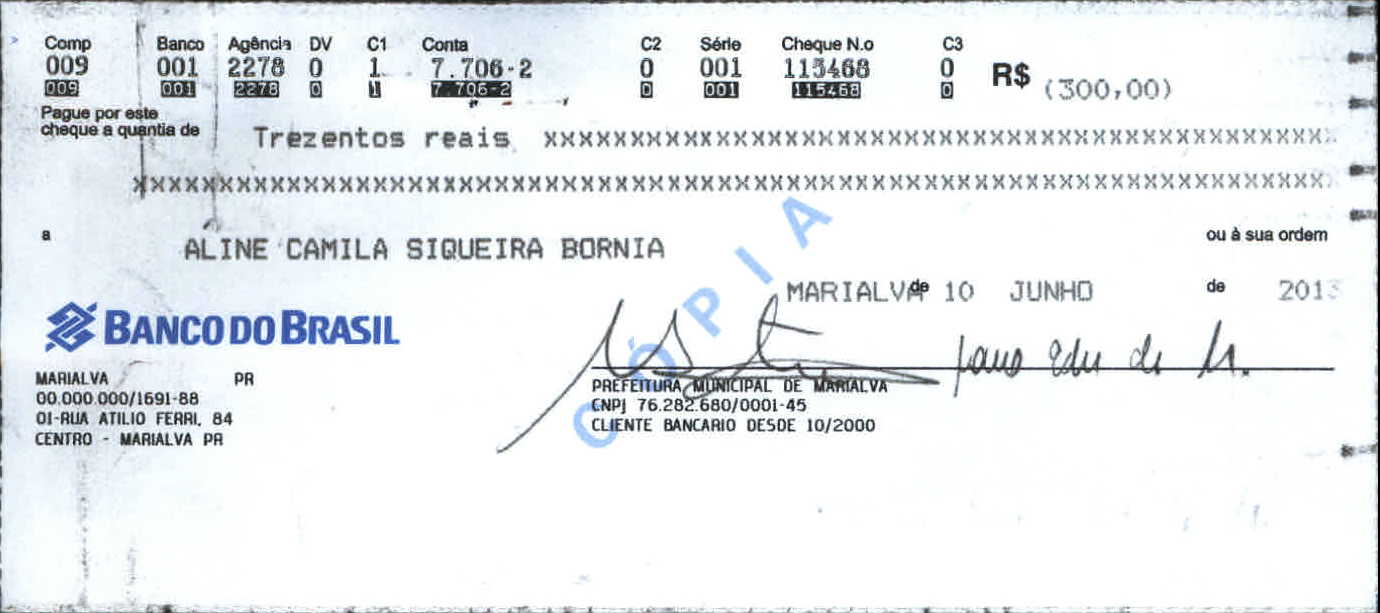 Comp Banco Agência DV C1 Conta C2 Série Cheque N.o C3
009 001 2278 0 1 7.706-2 0 001 115468 0 R$ (300,00)
009 001 2278 0 1 7.706-2 0 001 115468 0
Pague por este
cheque a quantia de Trezentos reais xxxxxxxxxxxxxxxxxxxxxxxxxxxxxxxxxxxxxxxxxxxxxx
xxxxxxxxxxxxxxxxxxxxxxxxxxxxxxxxxxxxxxxxxxxxxxxxxxxxxxxxxxxxxxxxxxxxx
a ALINE CAMILA SIQUEIRA BORNIA ou à sua ordem
MARIALVA de 10 JUNHO de 2013
BANCO DO BRASIL
CÓPIA
MARIALVA PR
00.000.000/1691-88
01-RUA ATILIO FERRI, 84
CENTRO - MARIALVA PR
PREFEITURA MUNICIPAL DE MARIALVA
CNPJ 76.282.680/0001-45
CLIENTE BANCARIO DESDE 10/2000